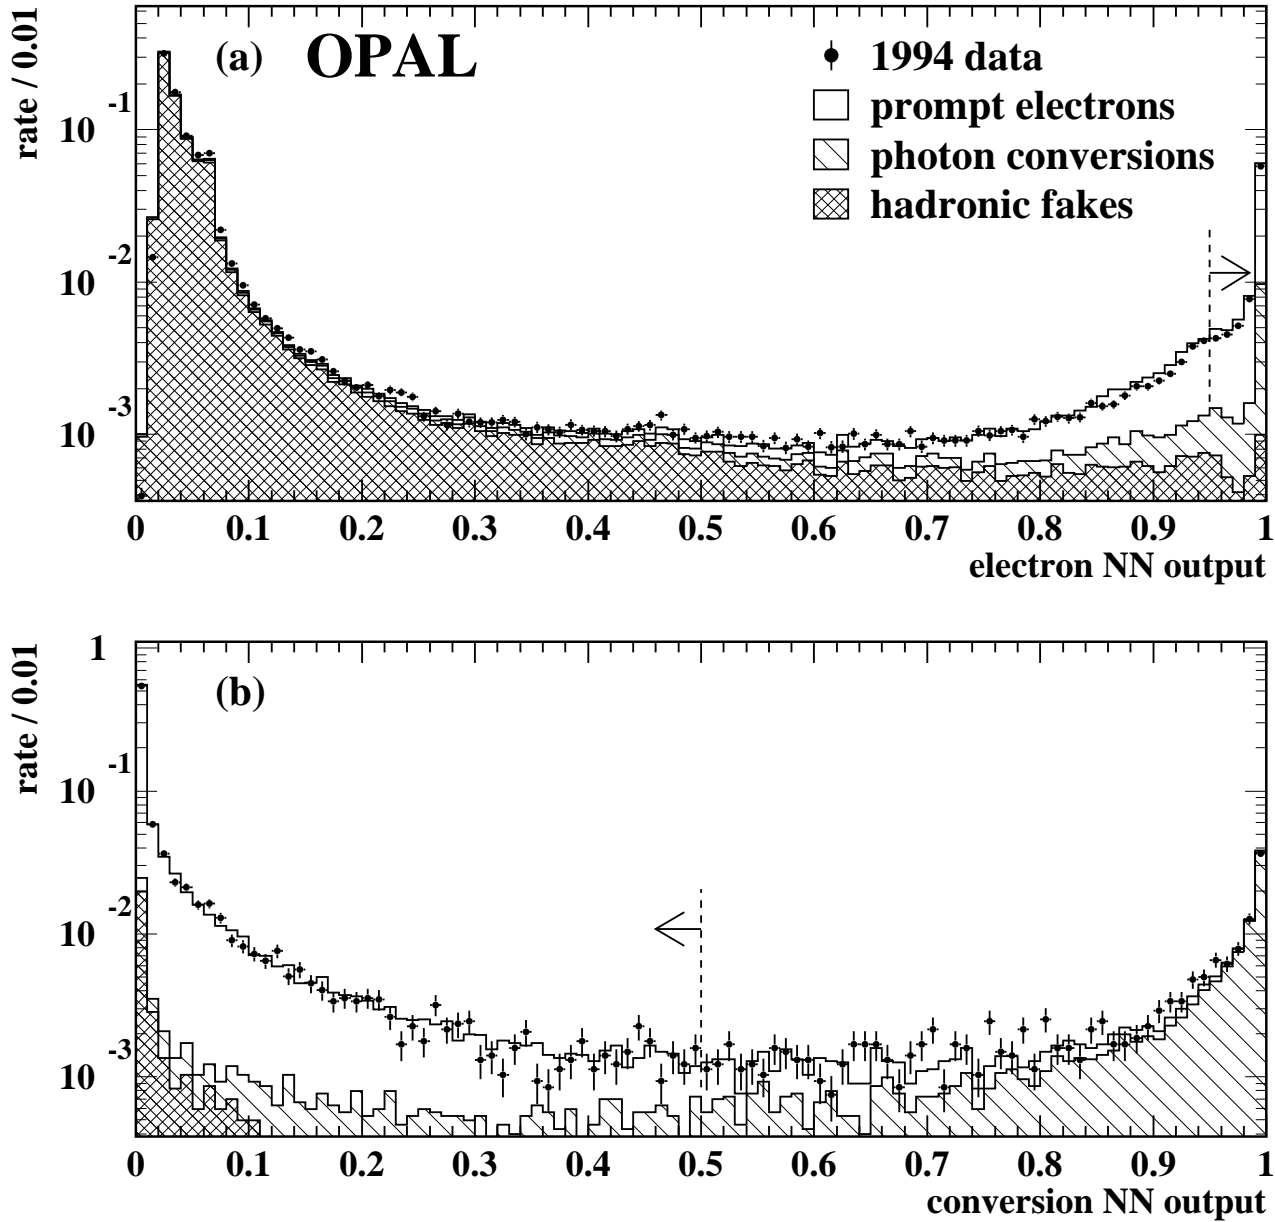 (a) OPAL
1994 data
prompt electrons
photon conversions
hadronic fakes
rate / 0.01
10 -1
10 -2
10 -3
0 0.1 0.2 0.3 0.4 0.5 0.6 0.7 0.8 0.9 1
electron NN output
(b)
rate / 0.01
1
10 -1
10 -2
10 -3
0 0.1 0.2 0.3 0.4 0.5 0.6 0.7 0.8 0.9 1
conversion NN output